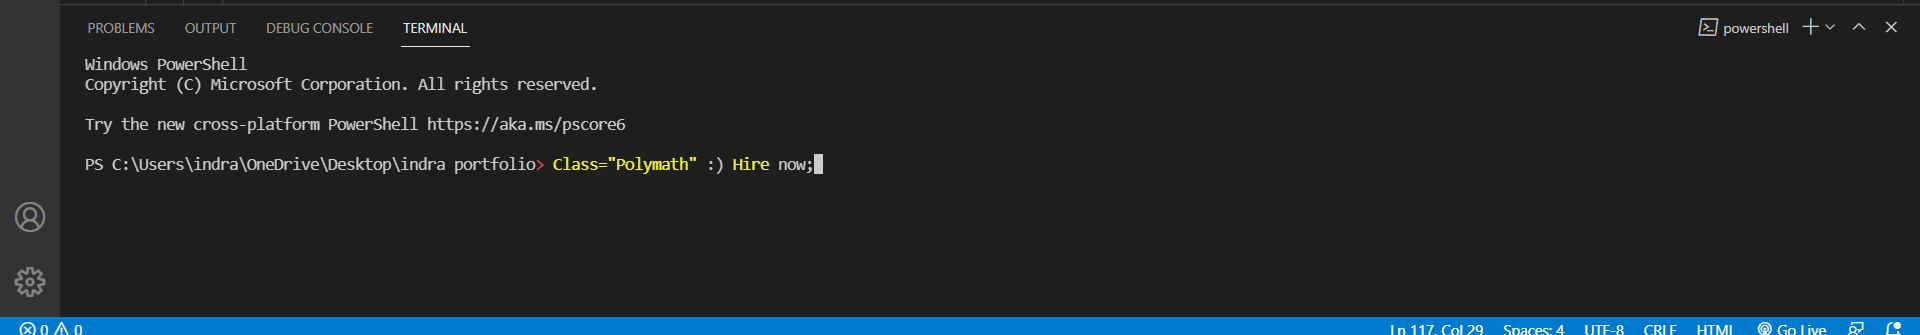 PROBLEMS OUTPUT DEBUG CONSOLE TERMINAL powershell
Windows PowerShell
Copyright (C) Microsoft Corporation. All rights reserved.
Try the new cross-platform PowerShell https://aka.ms/pscore6
PS C:\Users\indra\OneDrive\Desktop\indra portfolio> Class="Polymath" :) Hire now;
0 0 Ln 117, Col 29 Spaces: 4 UTF-8 CRLF HTML Go Live